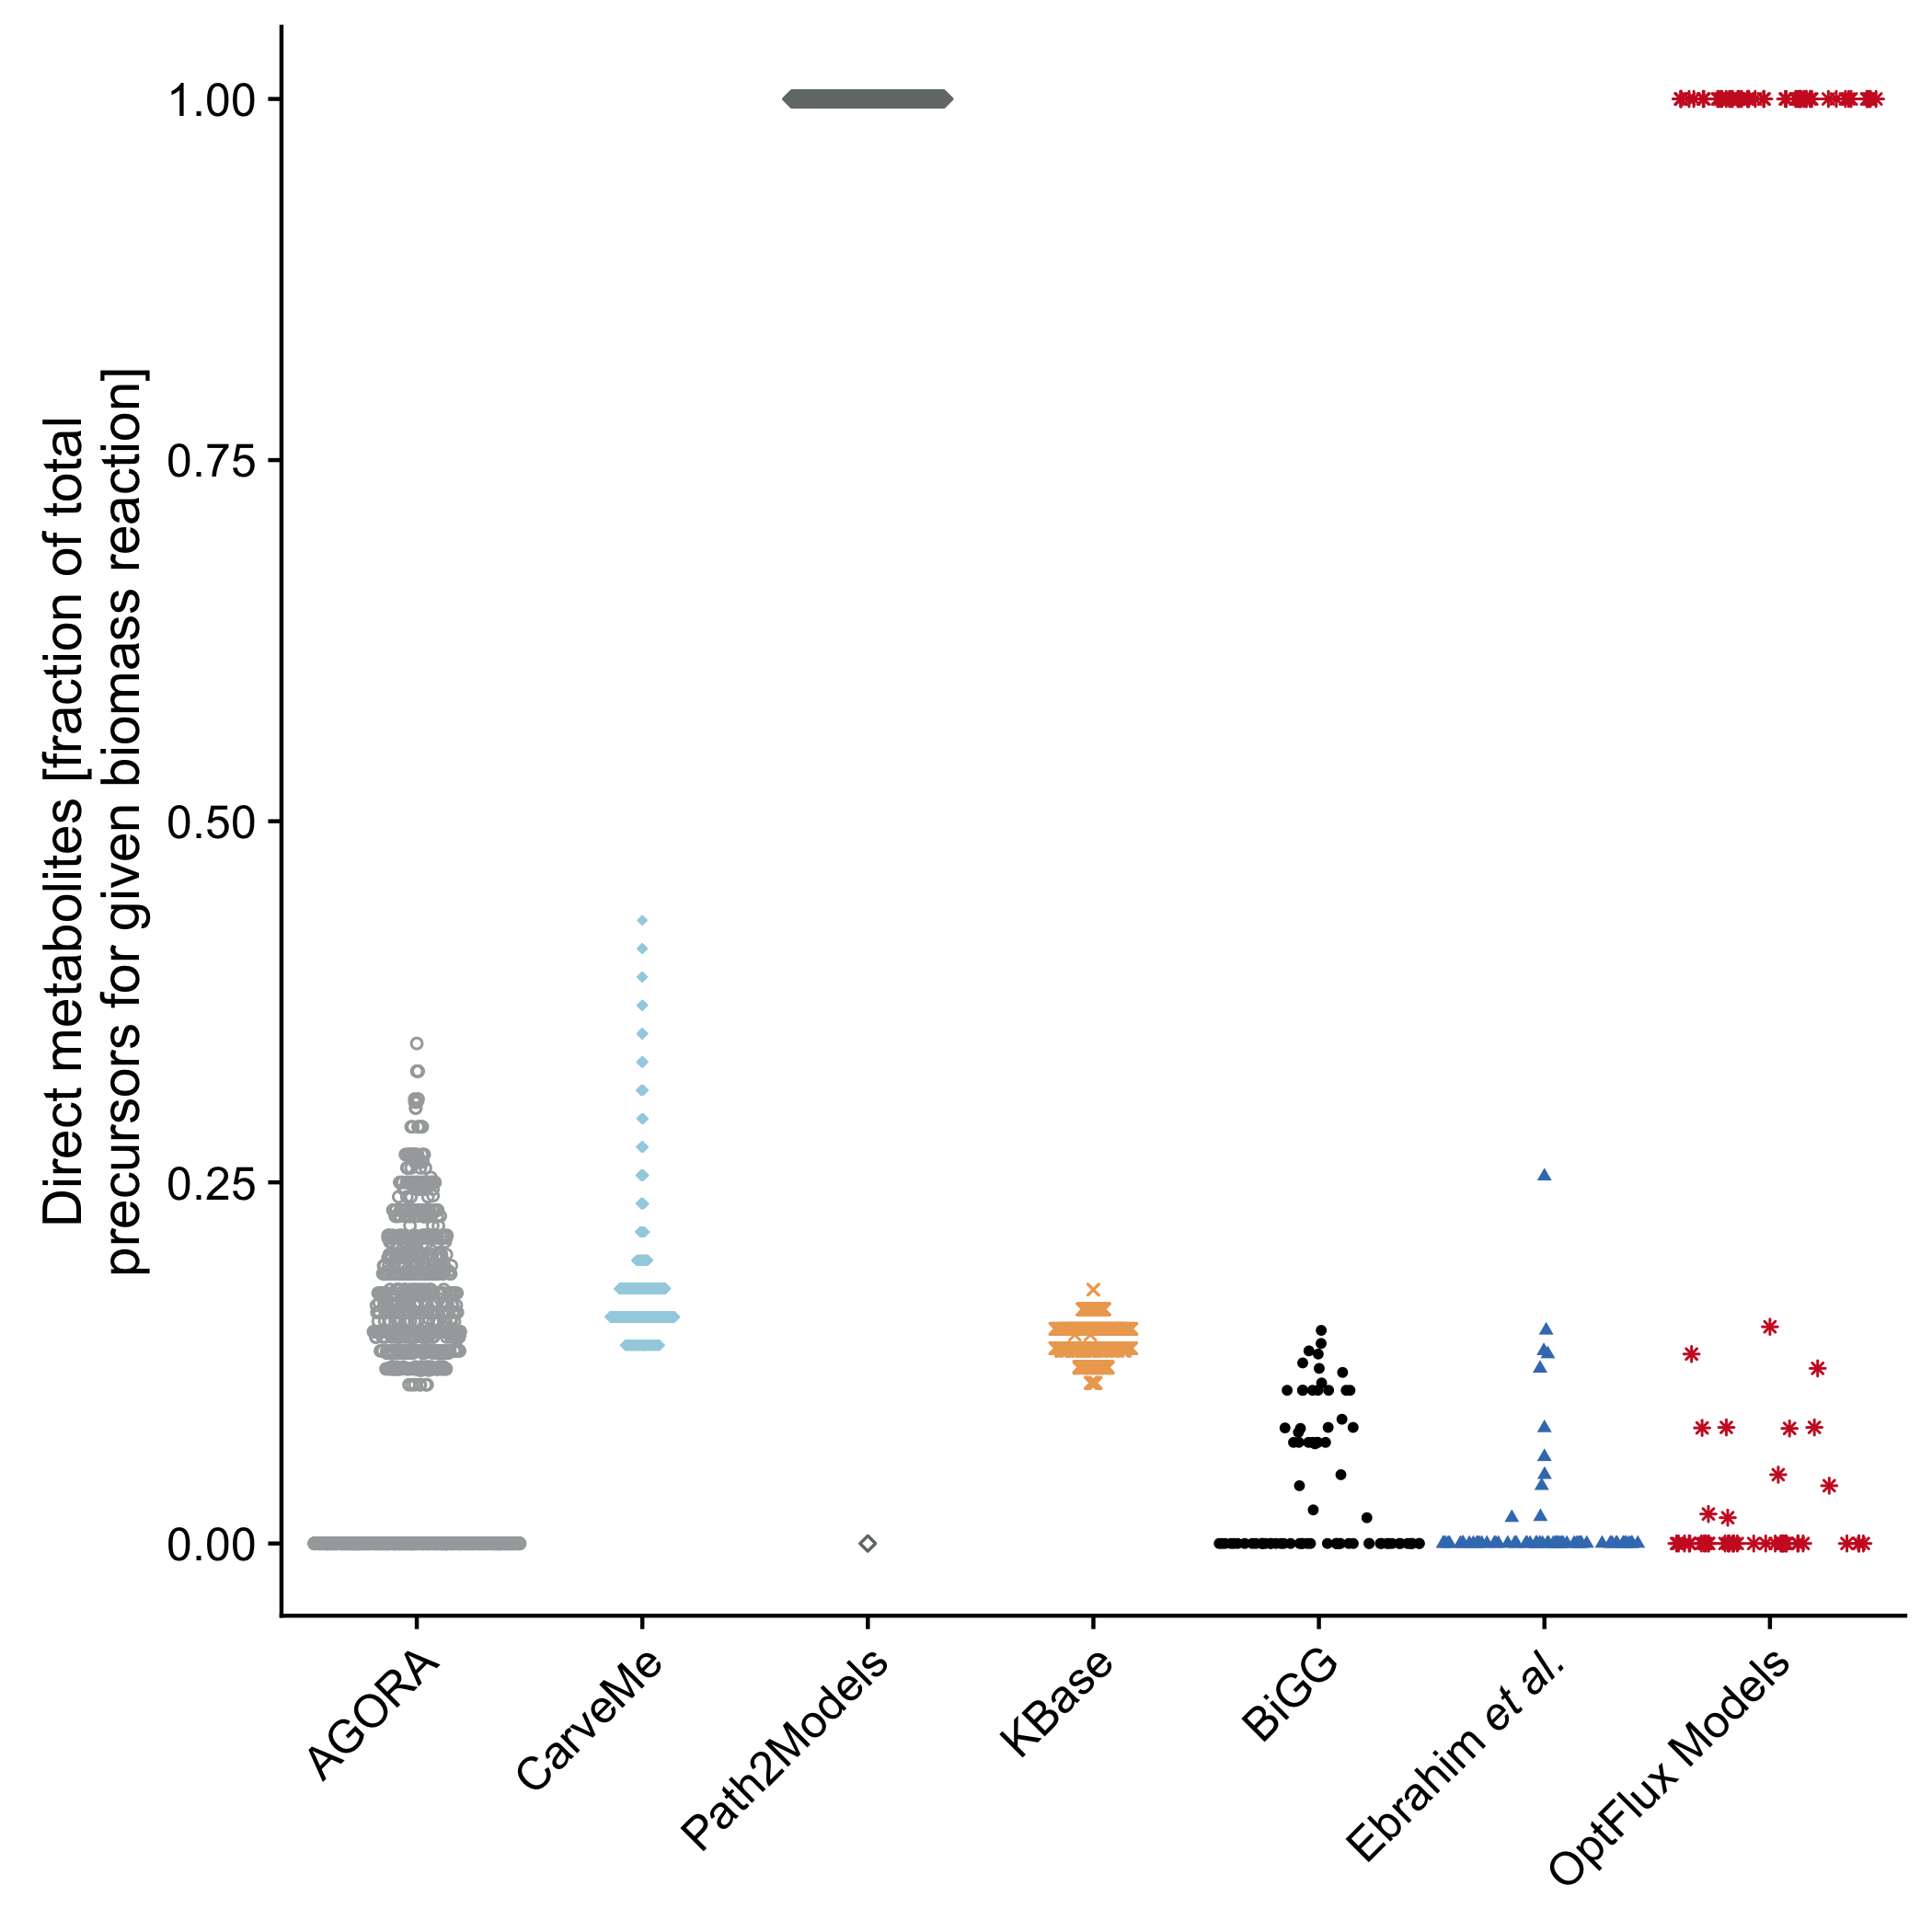 Direct metabolites [fraction of total
precursors for given biomass reaction]
1.00
0.75
0.50
0.25
0.00
AGORA
CarveMe
Path2Models
KBase
BiGG
Ebrahim et al.
OptFlux Models